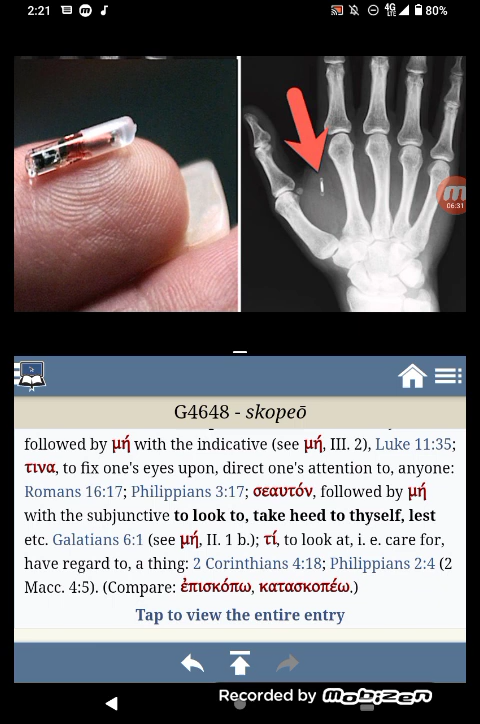 2:21
4G
LTE
80%
06:31
G4648 - skopeō
followed by μή with the indicative (see μή, III. 2), Luke 11:35;
τινα, to fix one's eyes upon, direct one's attention to, anyone:
Romans 16:17; Philippians 3:17; σεαυτόν, followed by μή
with the subjunctive to look to, take heed to thyself, lest
etc. Galatians 6:1 (see μή, II. 1 b.); τί, to look at, i. e. care for,
have regard to, a thing: 2 Corinthians 4:18; Philippians 2:4 (2
Macc. 4:5). (Compare: ἐπισκόπω, κατασκοπέω.)
Tap to view the entire entry
Recorded by Mobizen